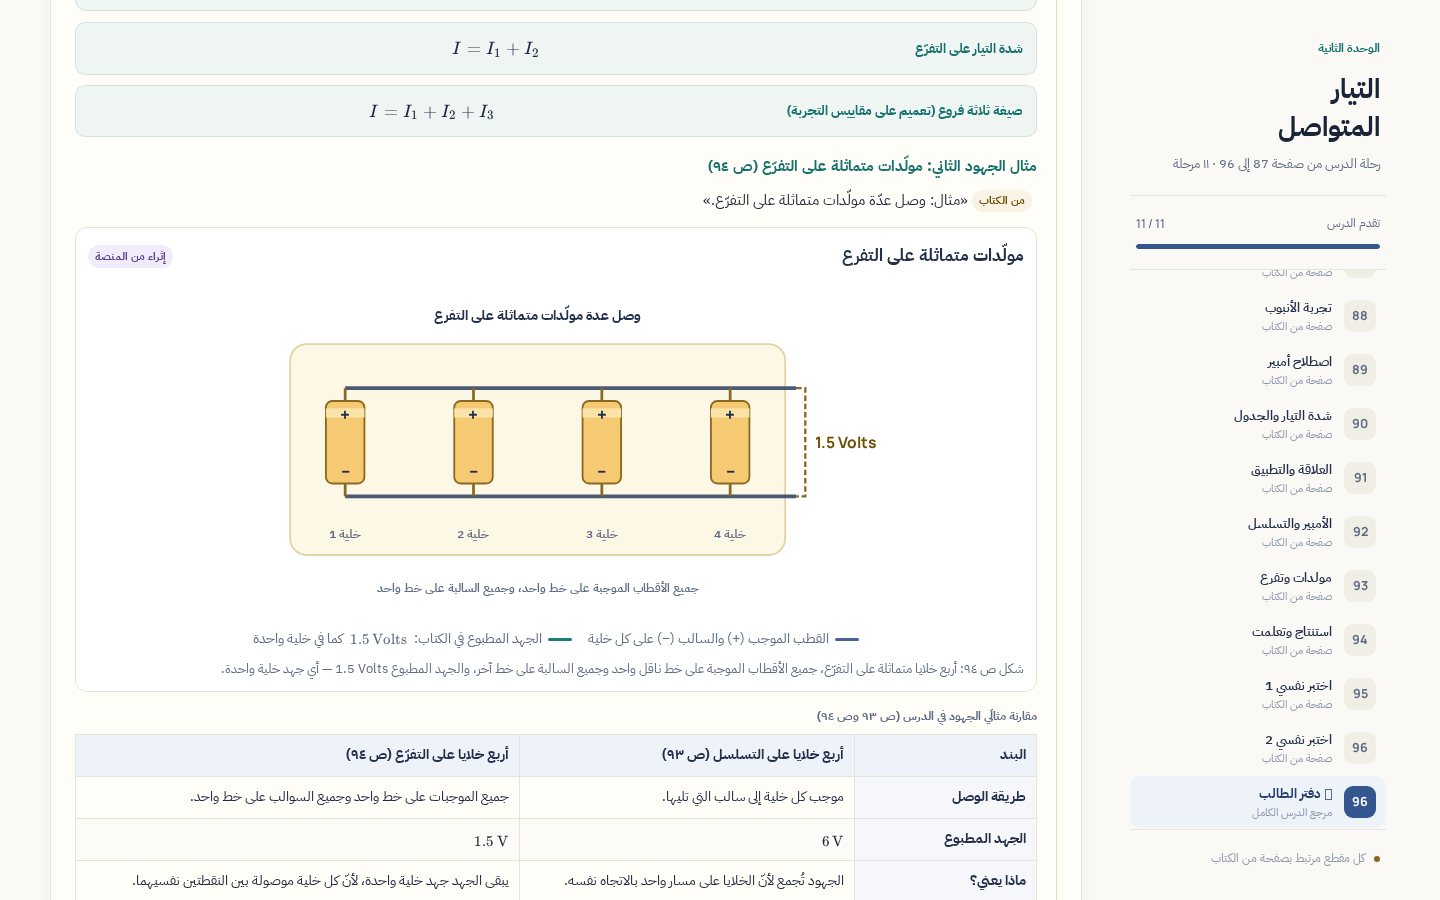 الوحدة الثانية
التيار
المتواصل
رحلة الدرس من صفحة 87 إلى 96 · ١١ مرحلة
تقدم الدرس
11 / 11
صفحة من الكتاب
88
تجربة الأنبوب
صفحة من الكتاب
89
اصطلاح أمبير
صفحة من الكتاب
90
شدة التيار والجدول
صفحة من الكتاب
91
العلاقة والتطبيق
صفحة من الكتاب
92
الأمبير والتسلسل
صفحة من الكتاب
93
مولدات وتفرع
صفحة من الكتاب
94
استنتاج وتعلمت
صفحة من الكتاب
95
اختبر نفسي 1
صفحة من الكتاب
96
اختبر نفسي 2
صفحة من الكتاب
96
دفتر الطالب
مرجع الدرس الكامل
كل مقطع مرتبط بصفحة من الكتاب
شدة التيار على التفرّع
I = I₁ + I₂
صيغة ثلاثة فروع (تعميم على مقاييس التجربة)
I = I₁ + I₂ + I₃
مثال الجهود الثاني: مولّدات متماثلة على التفرّع (ص ٩٤)
من الكتاب «مثال: وصل عدّة مولّدات متماثلة على التفرّع.»
مولّدات متماثلة على التفرع
إثراء من المنصة
وصل عدة مولّدات متماثلة على التفرع
+ + + +
− − − −
1.5 Volts
خلية 1
خلية 2
خلية 3
خلية 4
جميع الأقطاب الموجبة على خط واحد، وجميع السالبة على خط واحد
القطب الموجب (+) والسالب (−) على كل خلية
الجهد المطبوع في الكتاب: 1.5 Volts كما في خلية واحدة
شكل ص ٩٤: أربع خلايا متماثلة على التفرّع، جميع الأقطاب الموجبة على خط ناقل واحد وجميع السالبة على خط آخر، والجهد المطبوع 1.5 Volts — أي جهد خلية واحدة.
مقارنة مثالَي الجهود في الدرس (ص ٩٣ وص ٩٤)
البند
أربع خلايا على التسلسل (ص ٩٣)
أربع خلايا على التفرّع (ص ٩٤)
طريقة الوصل
موجب كل خلية إلى سالب التي تليها.
جميع الموجبات على خط واحد وجميع السوالب على خط واحد.
الجهد المطبوع
6 V
1.5 V
ماذا يعني؟
الجهود تُجمع لأنّ الخلايا على مسار واحد بالاتجاه نفسه.
يبقى الجهد جهد خلية واحدة، لأنّ كل خلية موصولة بين النقطتين نفسيهما.